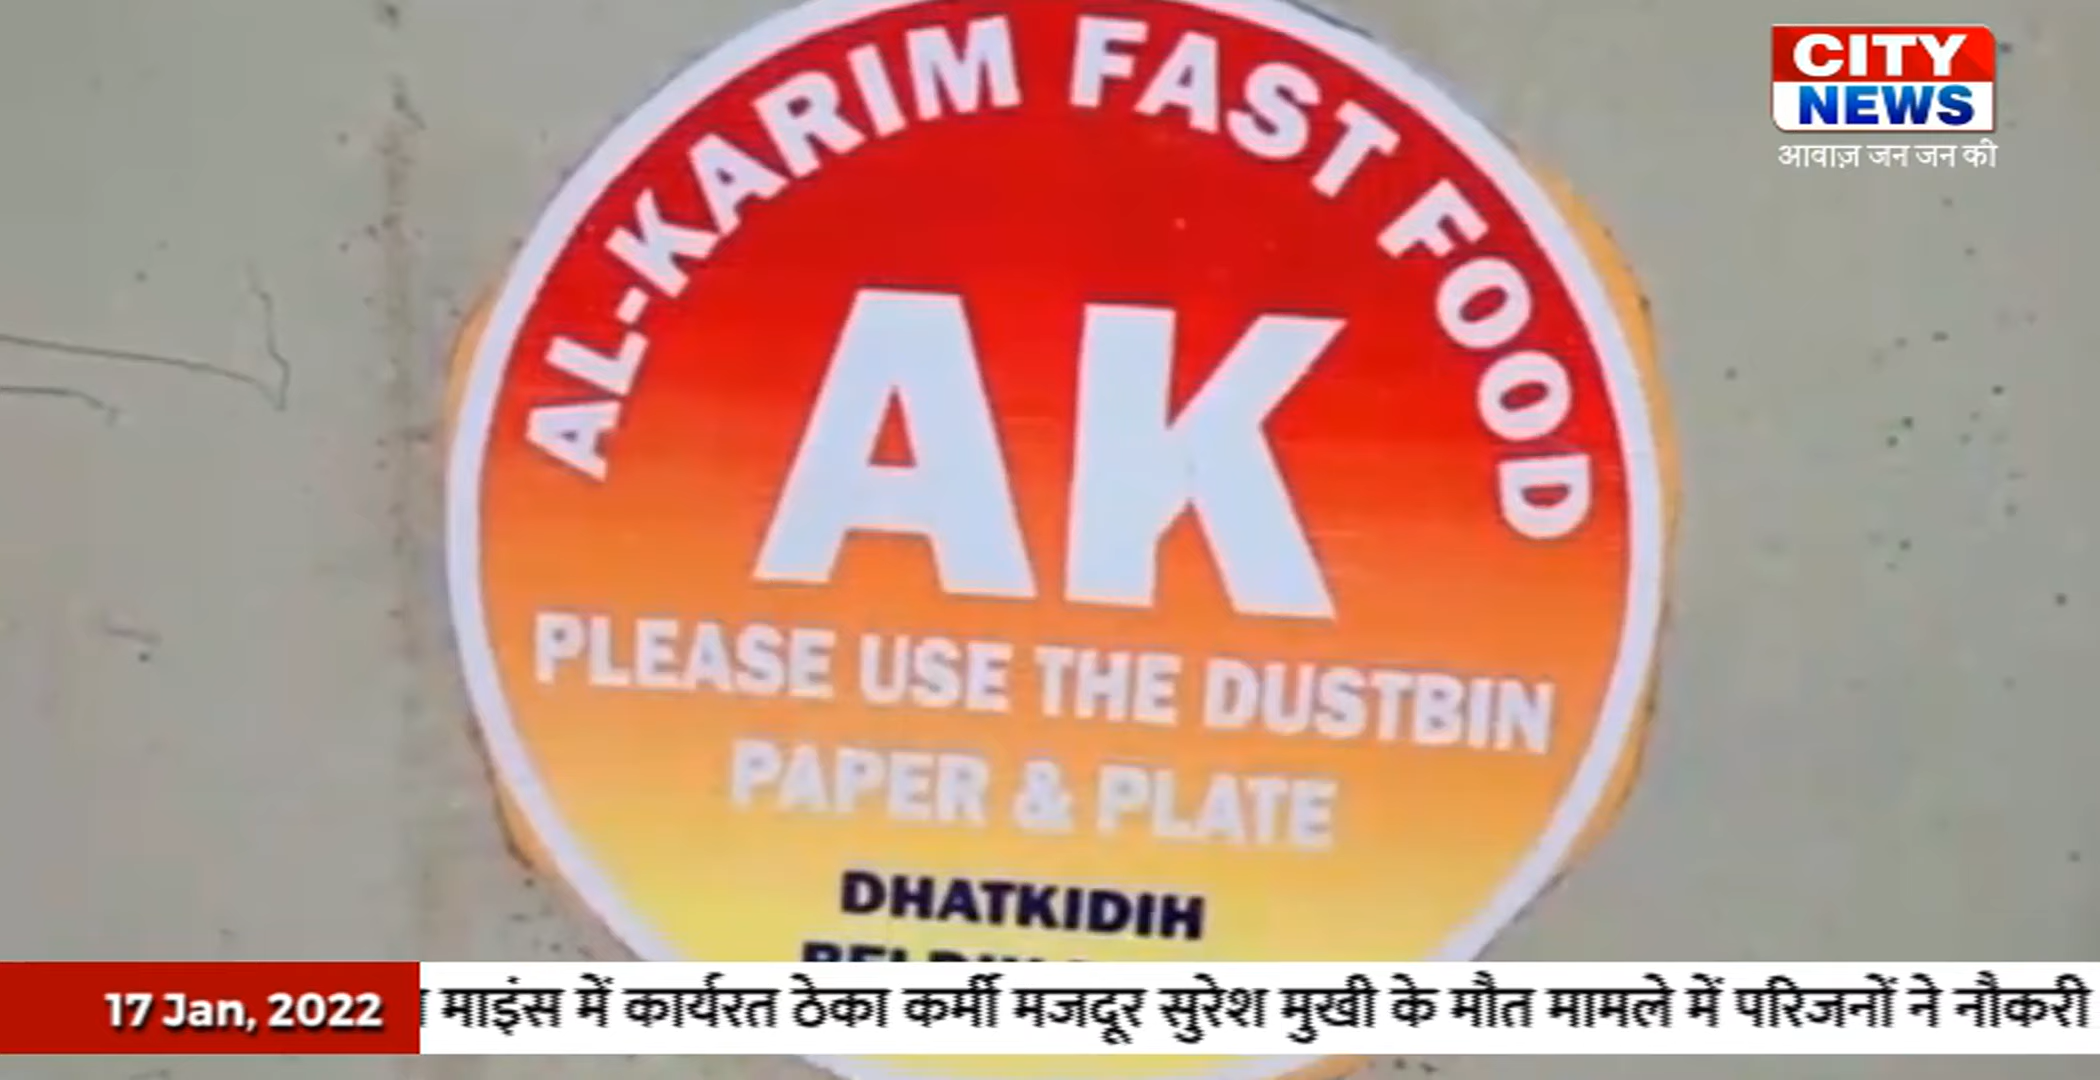 AL-KARIM FAST FOOD
CITY
NEWS
आवाज़ जन जन की
AK
PLEASE USE THE DUSTBIN
PAPER & PLATE
DHATKIDIH
17 Jan, 2022
माइंस में कार्यरत ठेका कर्मी मजदूर सुरेश मुखी के मौत मामले में परिजनों ने नौकरी